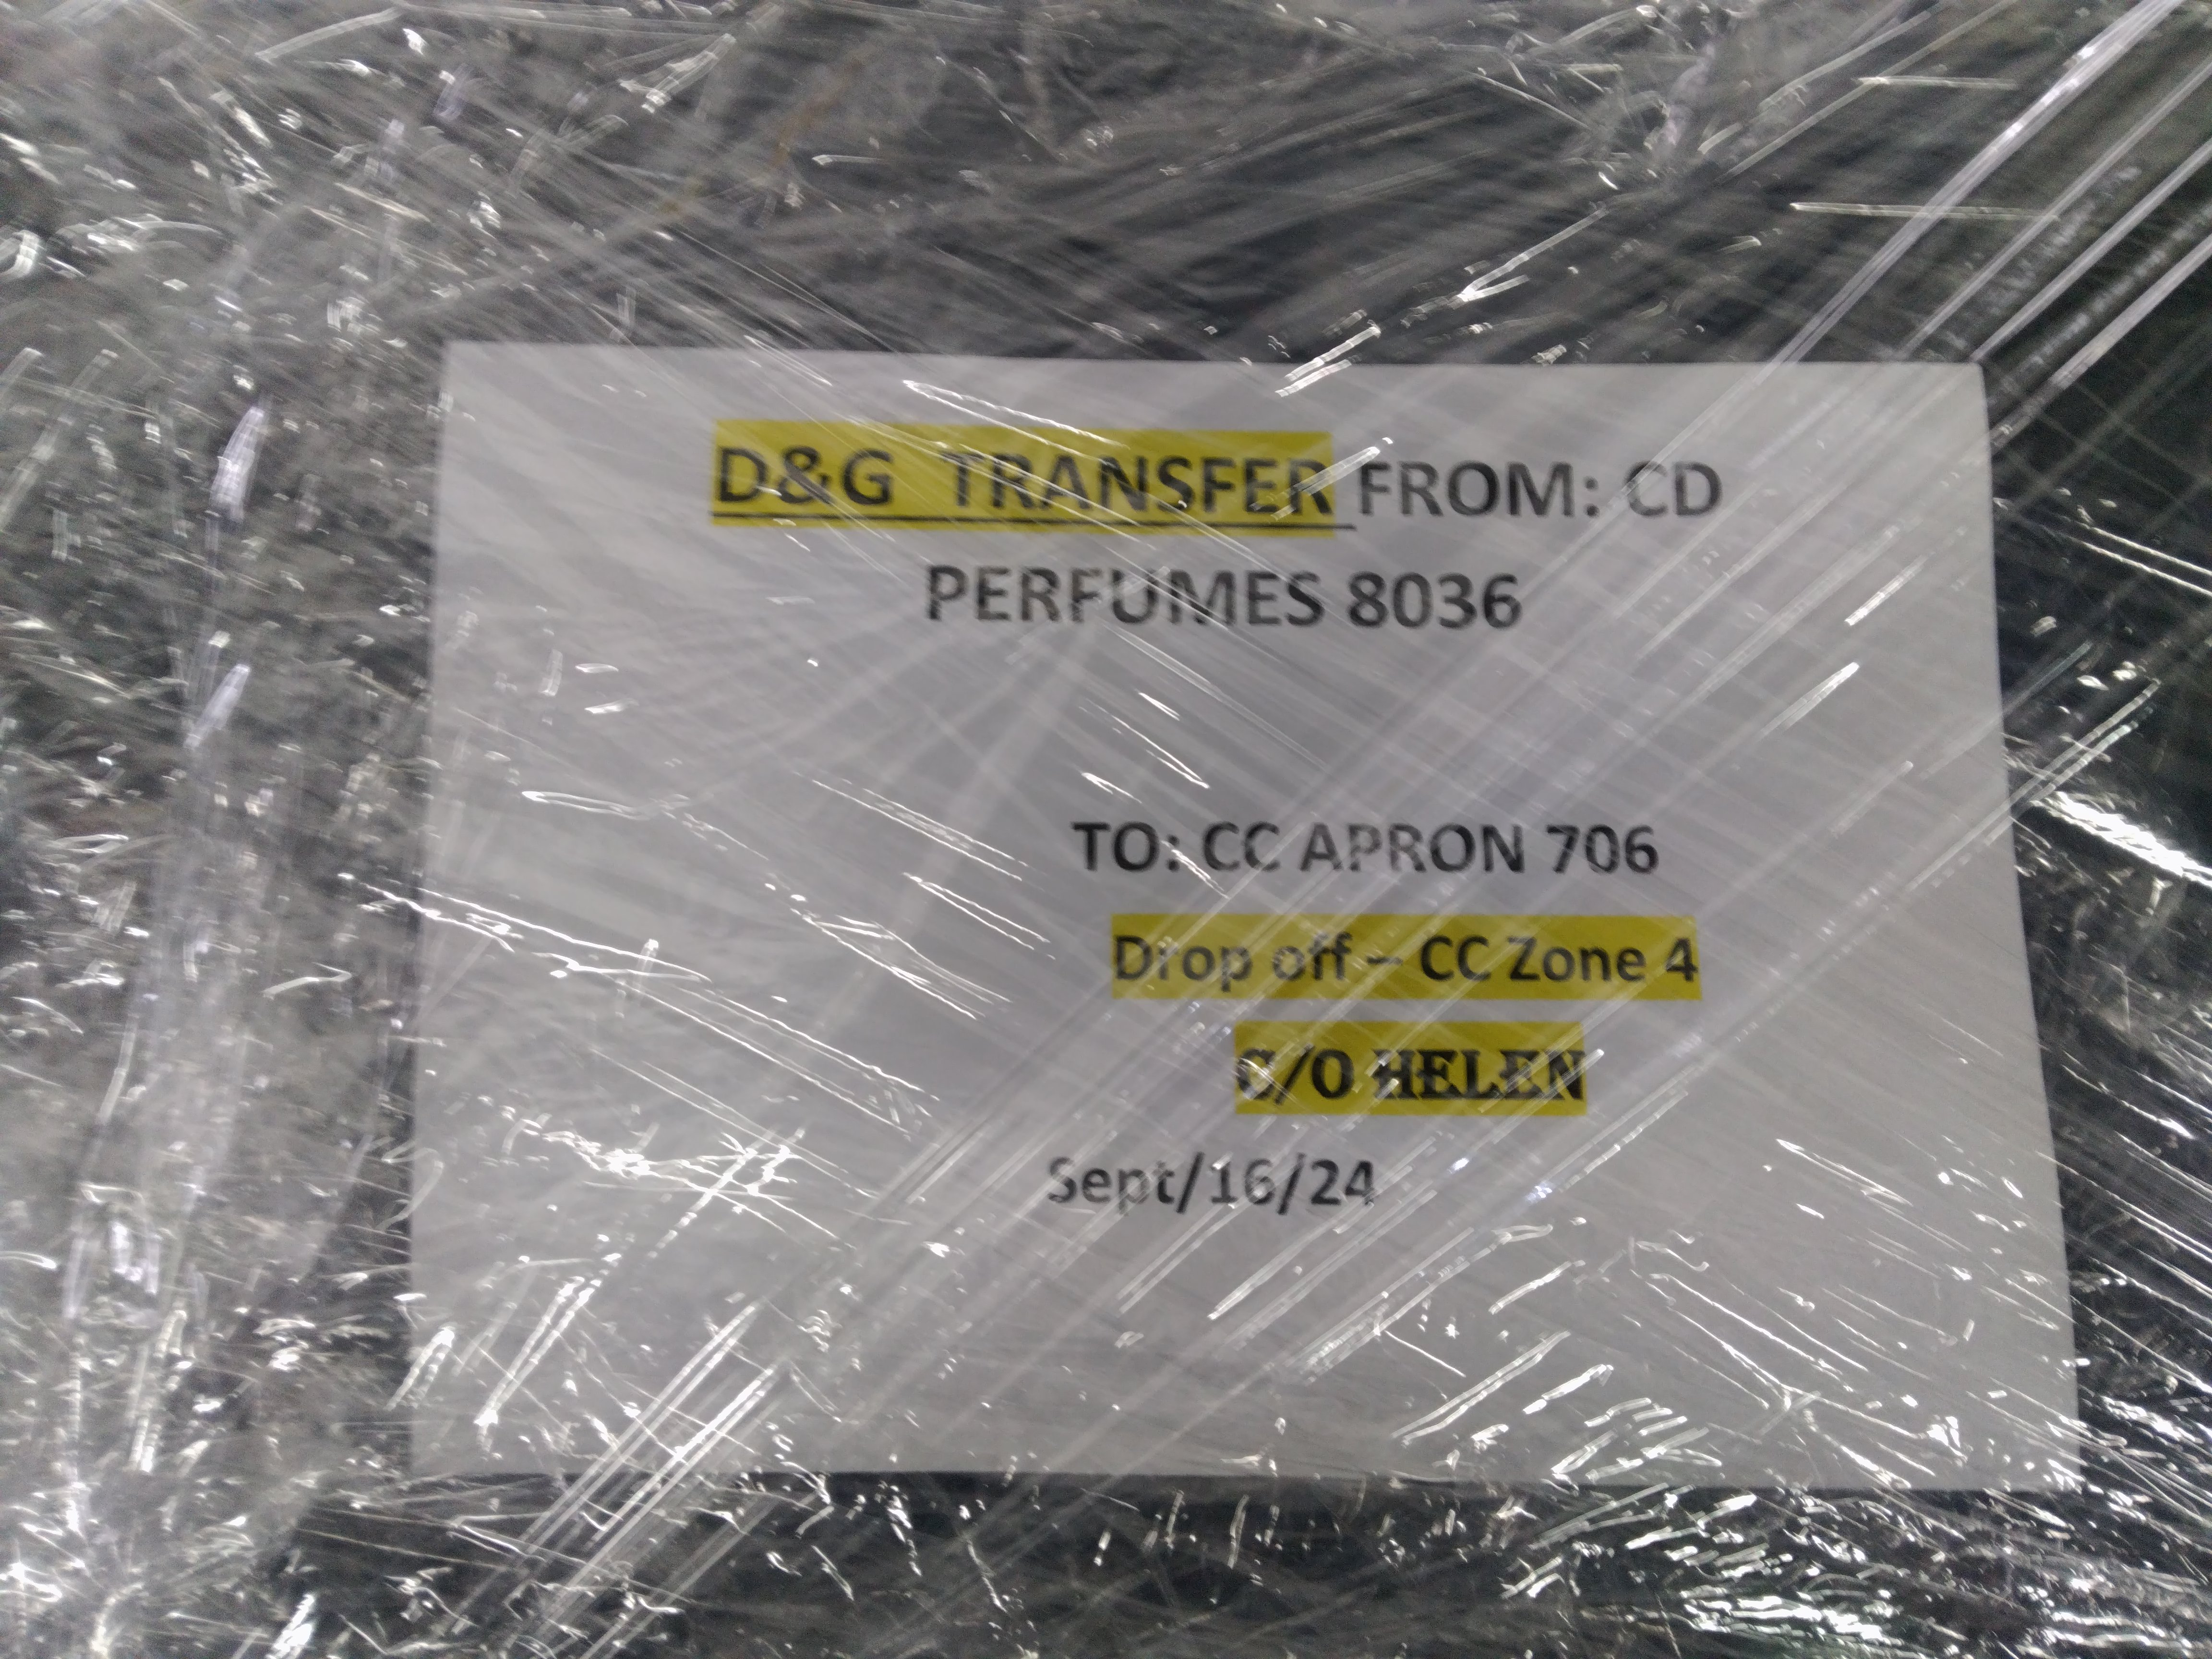 D&G TRANSFER FROM: CD
PERFUMES 8036
TO: CC APRON 706
Drop off – CC Zone 4
C/O HELEN
Sept/16/24